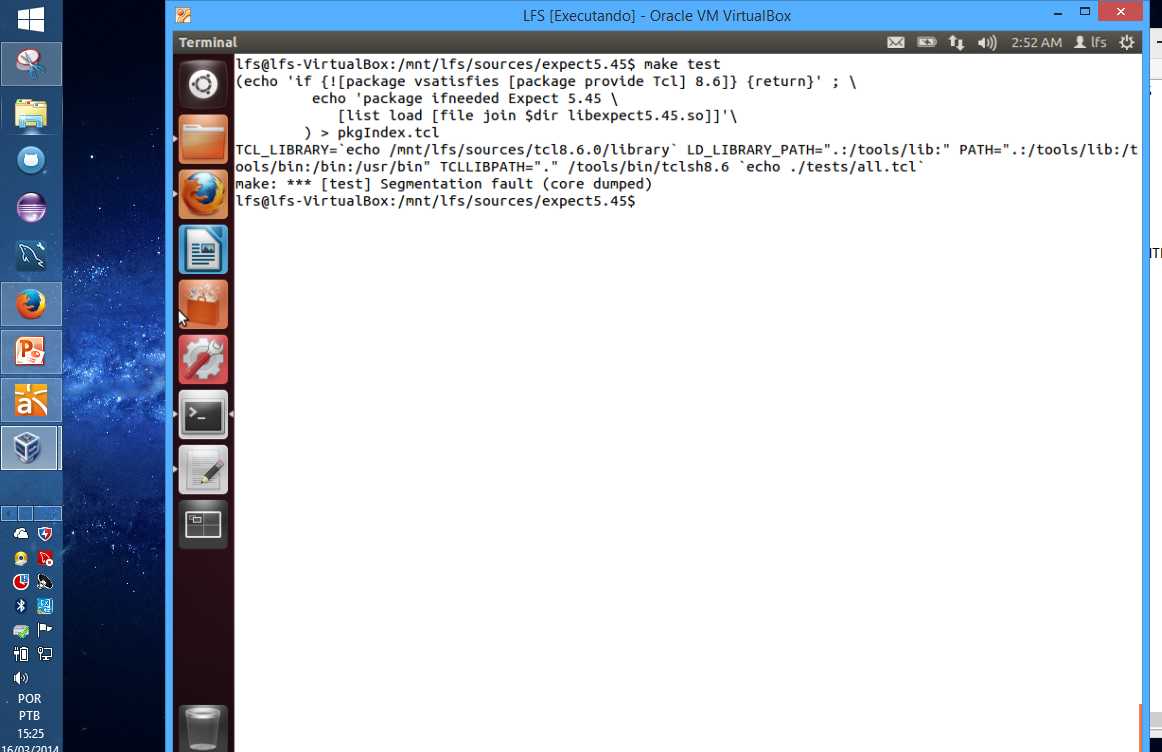 LFS [Executando] - Oracle VM VirtualBox
Terminal
2:52 AM
lfs
lfs@lfs-VirtualBox:/mnt/lfs/sources/expect5.45$ make test
(echo 'if {![package vsatisfies [package provide Tcl] 8.6]} {return}' ; \
echo 'package ifneeded Expect 5.45 \
[list load [file join $dir libexpect5.45.so]]'\
) > pkgIndex.tcl
TCL_LIBRARY=`echo /mnt/lfs/sources/tcl8.6.0/library` LD_LIBRARY_PATH=".:/tools/lib:" PATH=".:/tools/lib:/t
ools/bin:/bin:/usr/bin" TCLLIBPATH="." /tools/bin/tclsh8.6 `echo ./tests/all.tcl`
make: *** [test] Segmentation fault (core dumped)
lfs@lfs-VirtualBox:/mnt/lfs/sources/expect5.45$
POR
PTB
15:25
16/03/2014